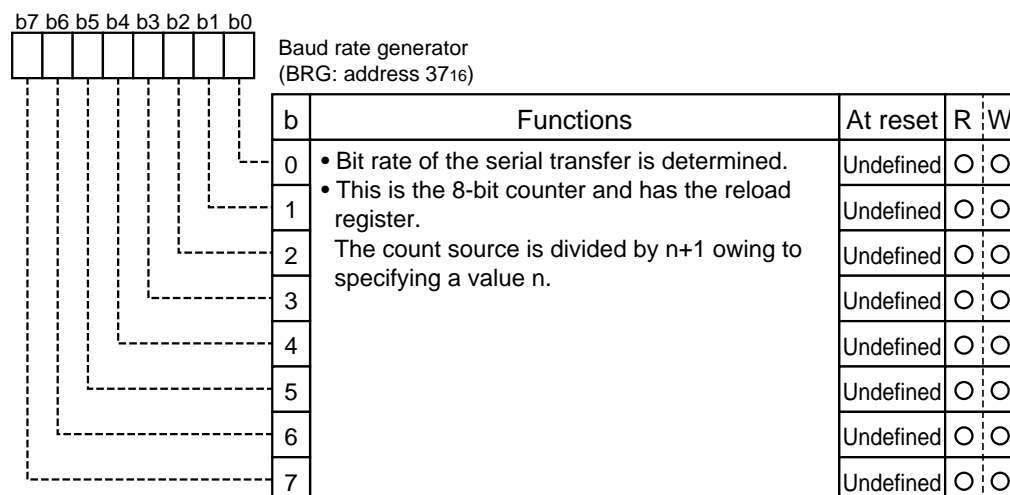 b7 b6 b5 b4 b3 b2 b1 b0
Baud rate generator
(BRG: address 3716)
b Functions At reset R W
0 • Bit rate of the serial transfer is determined. Undefined O O
• This is the 8-bit counter and has the reload
1 register. Undefined O O
2 The count source is divided by n+1 owing to Undefined O O
specifying a value n.
3 Undefined O O
4 Undefined O O
5 Undefined O O
6 Undefined O O
7 Undefined O O